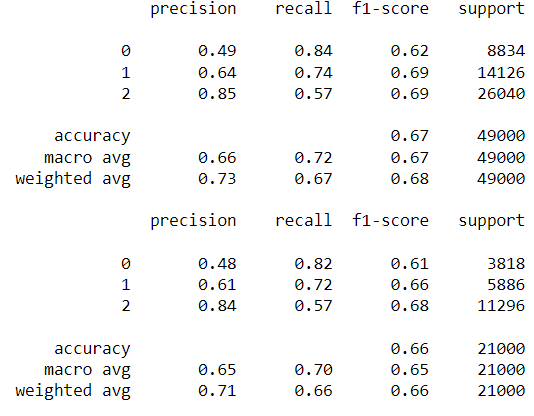 precision recall f1-score support
0 0.49 0.84 0.62 8834
1 0.64 0.74 0.69 14126
2 0.85 0.57 0.69 26040
accuracy 0.67 49000
macro avg 0.66 0.72 0.67 49000
weighted avg 0.73 0.67 0.68 49000
precision recall f1-score support
0 0.48 0.82 0.61 3818
1 0.61 0.72 0.66 5886
2 0.84 0.57 0.68 11296
accuracy 0.66 21000
macro avg 0.65 0.70 0.65 21000
weighted avg 0.71 0.66 0.66 21000